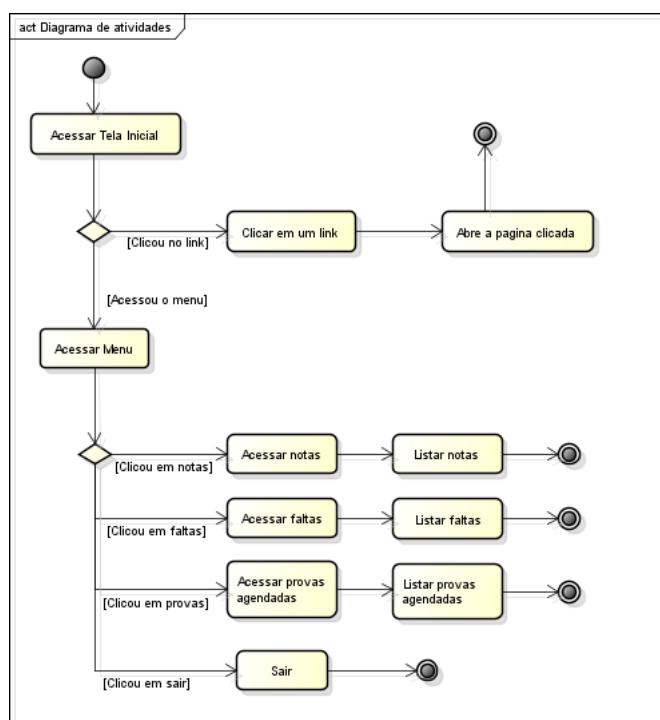 act Diagrama de atividades
Acessar Tela Inicial
Clicar em um link
Abre a pagina clicada
[Clicou no link]
[Acessou o menu]
Acessar Menu
Acessar notas
Listar notas
[Clicou em notas]
Acessar faltas
Listar faltas
[Clicou em faltas]
Acessar provas
agendadas
Listar provas
agendadas
[Clicou em provas]
Sair
[Clicou em sair]